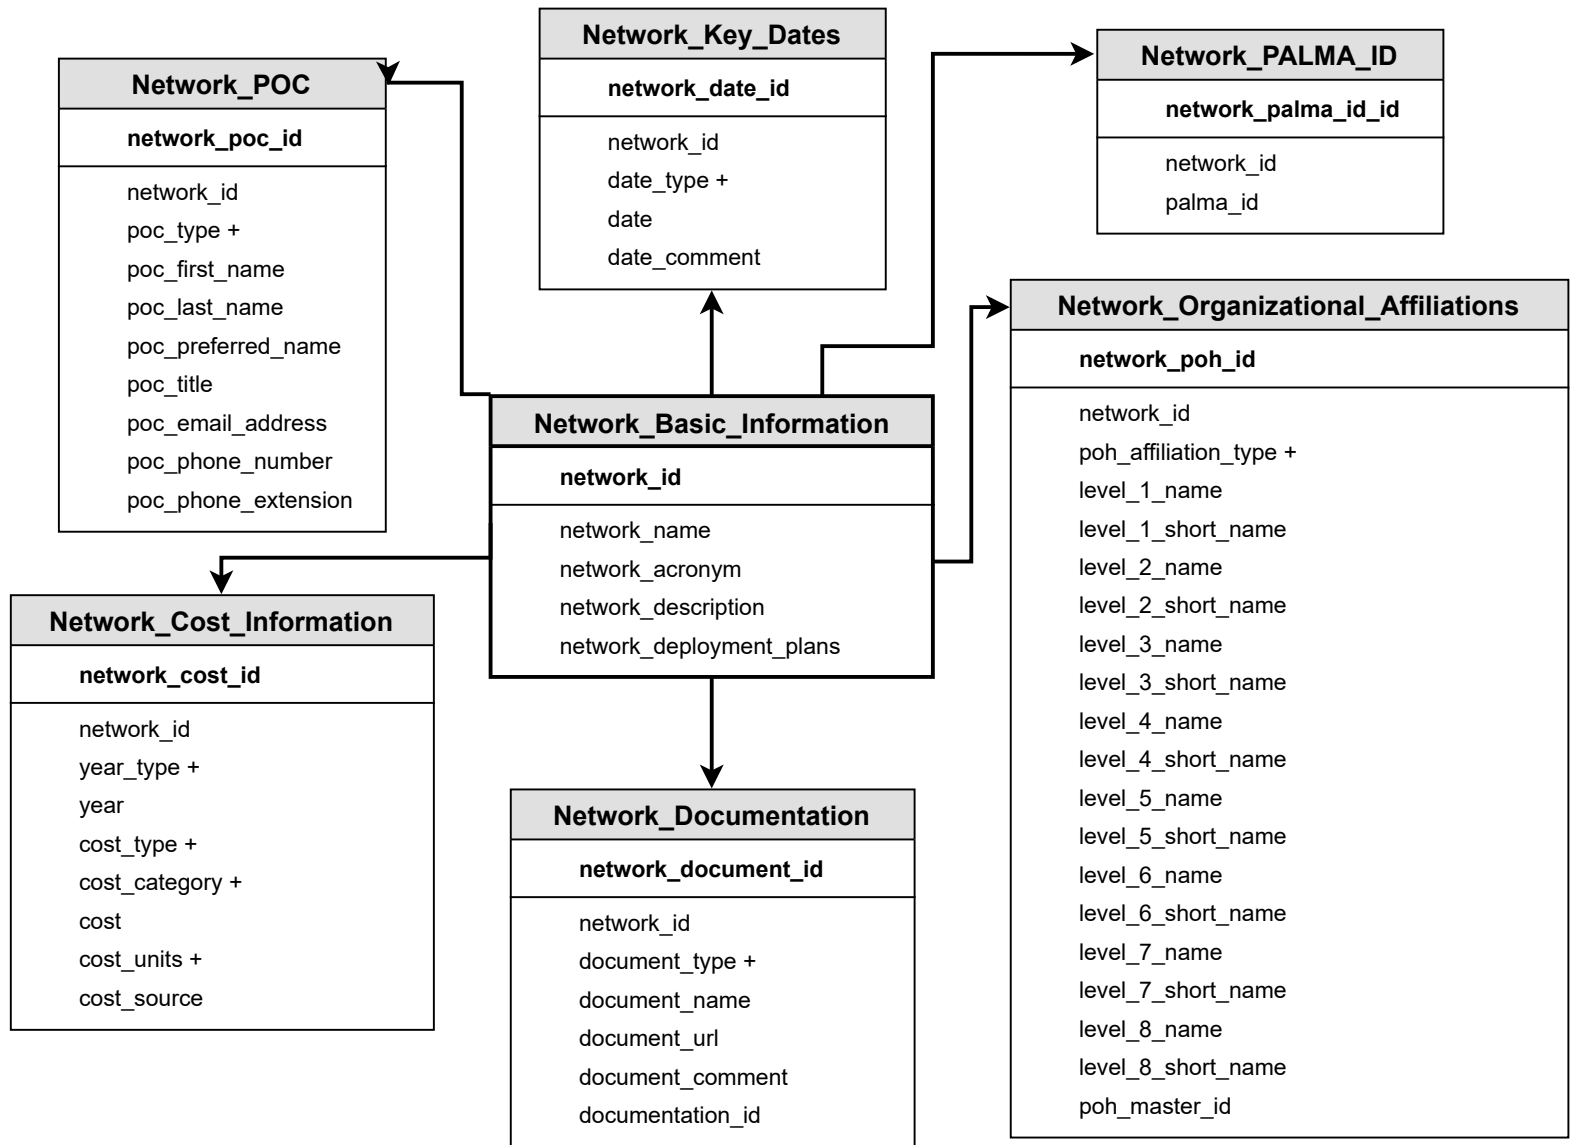 Network_Key_Dates
network_date_id
network_id
date_type +
date
date_comment
Network_PALMA_ID
network_palma_id_id
network_id
palma_id
Network_POC
network_poc_id
network_id
poc_type +
poc_first_name
poc_last_name
poc_preferred_name
poc_title
poc_email_address
poc_phone_number
poc_phone_extension
Network_Organizational_Affiliations
network_poh_id
network_id
poh_affiliation_type +
level_1_name
level_1_short_name
level_2_name
level_2_short_name
level_3_name
level_3_short_name
level_4_name
level_4_short_name
level_5_name
level_5_short_name
level_6_name
level_6_short_name
level_7_name
level_7_short_name
level_8_name
level_8_short_name
poh_master_id
Network_Basic_Information
network_id
network_name
network_acronym
network_description
network_deployment_plans
Network_Cost_Information
network_cost_id
network_id
year_type +
year
cost_type +
cost_category +
cost
cost_units +
cost_source
Network_Documentation
network_document_id
network_id
document_type +
document_name
document_url
document_comment
documentation_id